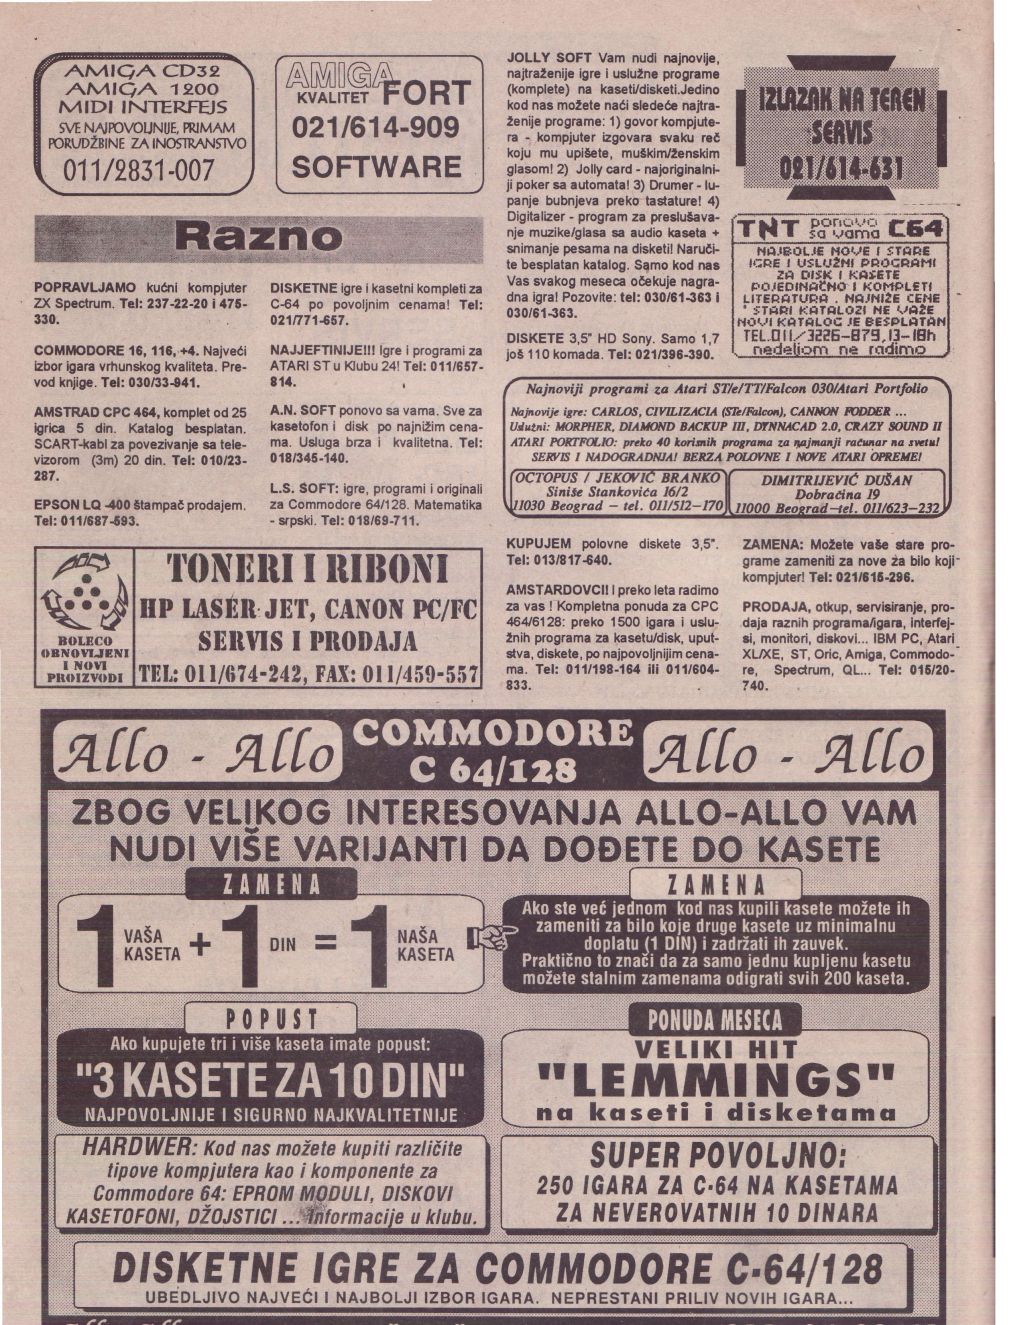 AMIGA CD32
AMIGA 1200
MIDI INTERFEJS
SVE NAJPOVOLJNIJE, PRIMAM
PORUDŽBINE ZA INOSTRANSTVO
011/2831-007
AMIGA
KVALITET FORT
021/614-909
SOFTWARE
Razno
POPRAVLJAMO kućni kompjuter
ZX Spectrum. Tel: 237-22-20 i 475-
330.
COMMODORE 16, 116, +4. Najveći
izbor igara vrhunskog kvaliteta. Pre-
vod knjige. Tel: 030/33-941.
AMSTRAD CPC 464, komplet od 25
igrica 5 din. Katalog besplatan.
SCART-kabl za povezivanje sa tele-
vizorom (3m) 20 din. Tel: 010/23-
287.
EPSON LQ -400 štampač prodajem.
Tel: 011/687-593.
DISKETNE igre i kasetni kompleti za
C-64 po povoljnim cenama! Tel:
021/771-657.
NAJJEFTINIJE!!! Igre i programi za
ATARI ST u Klubu 24! Tel: 011/657-
814.
A.N. SOFT ponovo sa vama. Sve za
kasetofon i disk po najnižim cena-
ma. Usluga brza i kvalitetna. Tel:
018/345-140.
L.S. SOFT: igre, programi i originali
za Commodore 64/128. Matematika
- srpski. Tel: 018/69-711.
JOLLY SOFT Vam nudi najnovije,
najtraženije igre i uslužne programe
(komplete) na kaseti/disketi.Jedino
kod nas možete naći sledeće najtra-
ženije programe: 1) govor kompjute-
ra - kompjuter izgovara svaku reč
koju mu upišete, muškim/ženskim
glasom! 2) Jolly card - najoriginalni-
ji poker sa automata! 3) Drumer - lu-
panje bubnjeva preko tastature! 4)
Digitalizer - program za preslušava-
nje muzike/glasa sa audio kaseta +
snimanje pesama na disketi! Naruči-
te besplatan katalog. Samo kod nas
Vas svakog meseca očekuje nagra-
dna igra! Pozovite: tel: 030/61-363 i
030/61-363.
DISKETE 3,5" HD Sony. Samo 1,7
još 110 komada. Tel: 021/396-390.
IZLAZAK NA TEREN
SERVIS
021/614-631
TNT ponovo sa vama C64
NAJBOLJE NOVE I STARE
IGRE I USLUŽNI PROGRAMI
ZA DISK I KASETE
POJEDINAČNO I KOMPLETI
LITERATURA . NAJNIŽE CENE
* STARI KATALOZI NE VAŽE
NOVI KATALOG JE BESPLATAN
TEL.011/3226-879,13-18h
nedeljom ne radimo
Najnoviji programi za Atari ST/e/TT/Falcon 030/Atari Portfolio
Najnovije igre: CARLOS, CIVILIZACIA (STe/Falcon), CANNON FODDER ...
Uslužni: MORPHER, DIAMOND BACKUP III, DYNNACAD 2.0, CRAZY SOUND II
ATARI PORTFOLIO: preko 40 korisnih programa za najmanji računar na svetu!
SERVIS I NADOGRADNJA! BERZA POLOVNE I NOVE ATARI OPREME!
OCTOPUS / JEKOVIĆ BRANKO
Siniše Stankovića 16/2
11030 Beograd - tel. 011/512-170
DIMITRIJEVIĆ DUŠAN
Dobračina 19
11000 Beograd-tel. 011/623-232
KUPUJEM polovne diskete 3,5".
Tel: 013/817-640.
AMSTARDOVCI! I preko leta radimo
za vas ! Kompletna ponuda za CPC
464/6128: preko 1500 igara i uslu-
žnih programa za kasetu/disk, uput-
stva, diskete, po najpovoljnijim cena-
ma. Tel: 011/198-164 ili 011/604-
833.
ZAMENA: Možete vaše stare pro-
grame zameniti za nove za bilo koji
kompjuter! Tel: 021/615-296.
PRODAJA, otkup, servisiranje, pro-
daja raznih programa/igara, interfej-
si, monitori, diskovi... IBM PC, Atari
XL/XE, ST, Oric, Amiga, Commodo-
re, Spectrum, QL... Tel: 015/20-
740.
BOLECO
OBNOVLJENI
I NOVI
PROIZVODI
TONERI I RIBONI
HP LASER JET, CANON PC/FC
SERVIS I PRODAJA
TEL: 011/674-242, FAX: 011/459-557
Allo - Allo
COMMODORE
C 64/128
Allo - Allo
ZBOG VELIKOG INTERESOVANJA ALLO-ALLO VAM
NUDI VIŠE VARIJANTI DA DOĐETE DO KASETE
ZAMENA
1 VAŠA KASETA + 1 DIN = 1 NAŠA KASETA
ZAMENA
Ako ste već jednom kod nas kupili kasete možete ih
zameniti za bilo koje druge kasete uz minimalnu
doplatu (1 DIN) i zadržati ih zauvek.
Praktično to znači da za samo jednu kupljenu kasetu
možete stalnim zamenama odigrati svih 200 kaseta.
POPUST
Ako kupujete tri i više kaseta imate popust:
"3 KASETE ZA 10 DIN"
NAJPOVOLJNIJE I SIGURNO NAJKVALITETNIJE
PONUDA MESECA
VELIKI HIT
"LEMMINGS"
na kaseti i disketama
HARDWER: Kod nas možete kupiti različite
tipove kompjutera kao i komponente za
Commodore 64: EPROM MODULI, DISKOVI
KASETOFONI, DŽOJSTICI ... Informacije u klubu.
SUPER POVOLJNO:
250 IGARA ZA C-64 NA KASETAMA
ZA NEVEROVATNIH 10 DINARA
DISKETNE IGRE ZA COMMODORE C-64/128
UBEDLJIVO NAJVEĆI I NAJBOLJI IZBOR IGARA. NEPRESTANI PRILIV NOVIH IGARA...